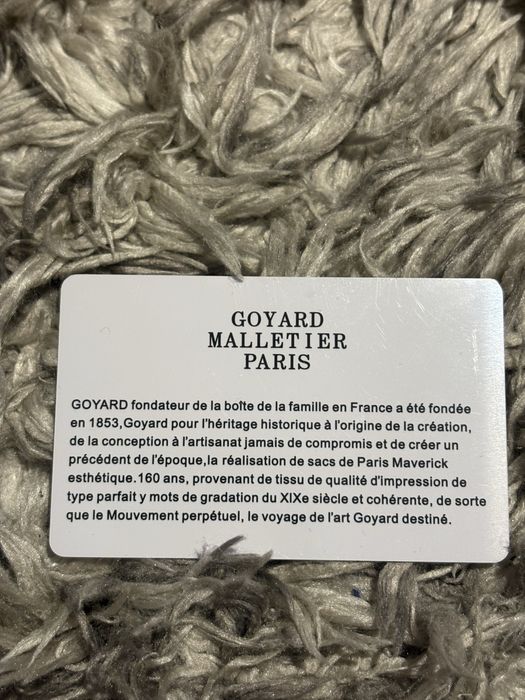 GOYARD
MALLETIER
PARIS
GOYARD fondateur de la boîte de la famille en France a été fondée
en 1853,Goyard pour l'héritage historique à l'origine de la création,
de la conception à l'artisanat jamais de compromis et de créer un
précédent de l'époque,la réalisation de sacs de Paris Maverick
esthétique.160 ans, provenant de tissu de qualité d'impression de
type parfait y mots de gradation du XIXe siècle et cohérente, de sorte
que le Mouvement perpétuel, le voyage de l'art Goyard destiné.